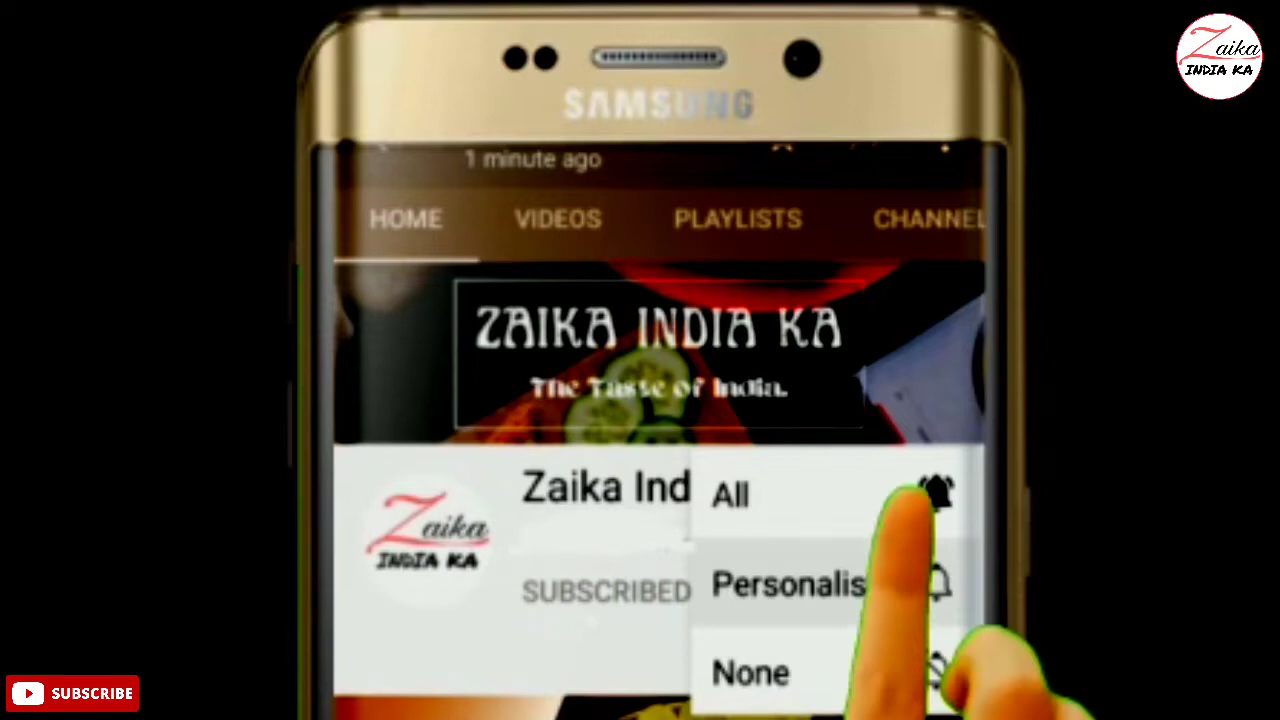 Zaika
INDIA KA
SAMSUNG
1 minute ago
HOME VIDEOS PLAYLISTS CHANNEL
ZAIKA INDIA KA
The Taste of India.
Zaika Ind
All
Zaika
INDIA KA
SUBSCRIBED
Personalis
None
SUBSCRIBE